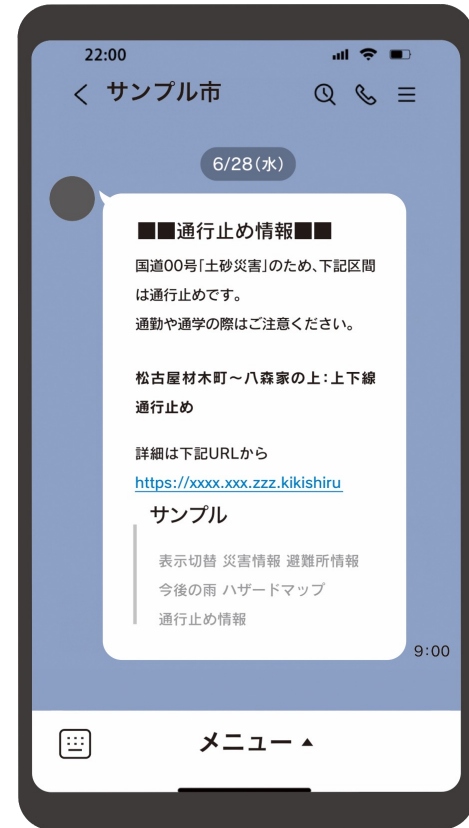 22:00
サンプル市
6/28(水)
■■通行止め情報■■
国道00号「土砂災害」のため、下記区間
は通行止めです。
通勤や通学の際はご注意ください。
松古屋材木町～八森家の上：上下線
通行止め
詳細は下記URLから
https://xxxx.xxx.zzz.kikishiru
サンプル
表示切替 災害情報 避難所情報
今後の雨 ハザードマップ
通行止め情報
9:00
メニュー ▲